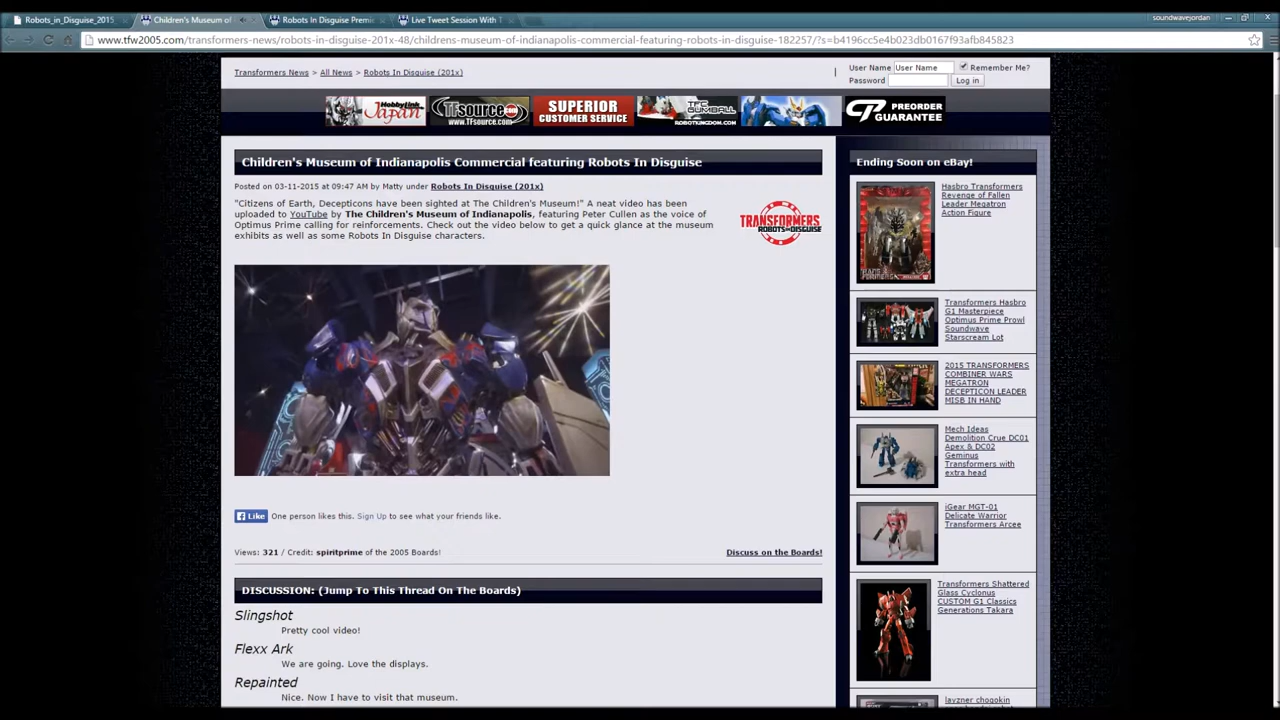 Robots_in_Disguise_2015
Children's Museum of
Robots In Disguise Premi
Live Tweet Session With T
soundwavejordan
www.tfw2005.com/transformers-news/robots-in-disguise-201x-48/childrens-museum-of-indianapolis-commercial-featuring-robots-in-disguise-182257/?s=b4196cc5e4b023db0167f93afb845823
Transformers News > All News > Robots In Disguise (201x)
User Name User Name Remember Me?
Password Log in
HobbyLink Japan
TFsource.com
www.TFsource.com
SUPERIOR CUSTOMER SERVICE
ROBOTKINGDOM.COM
PREORDER GUARANTEE
Children's Museum of Indianapolis Commercial featuring Robots In Disguise
Posted on 03-11-2015 at 09:47 AM by Matty under Robots In Disguise (201x)
"Citizens of Earth, Decepticons have been sighted at The Children's Museum!" A neat video has been
uploaded to YouTube by The Children's Museum of Indianapolis, featuring Peter Cullen as the voice of
Optimus Prime calling for reinforcements. Check out the video below to get a quick glance at the museum
exhibits as well as some Robots In Disguise characters.
TRANSFORMERS
ROBOTS IN DISGUISE
Like One person likes this. Sign Up to see what your friends like.
Views: 321 / Credit: spiritprime of the 2005 Boards!
Discuss on the Boards!
DISCUSSION: (Jump To This Thread On The Boards)
Slingshot
Pretty cool video!
Flexx Ark
We are going. Love the displays.
Repainted
Nice. Now I have to visit that museum.
Ending Soon on eBay!
Hasbro Transformers
Revenge of Fallen
Leader Megatron
Action Figure
Transformers Hasbro
G1 Masterpiece
Optimus Prime Prowl
Soundwave
Starscream Lot
2015 TRANSFORMERS
COMBINER WARS
MEGATRON
DECEPTICON LEADER
MISB IN HAND
Mech Ideas
Demolition Crue DC01
Apex & DC02
Geminus
Transformers with
extra head
iGear MGT-01
Delicate Warrior
Transformers Arcee
Transformers Shattered
Glass Cyclonus
CUSTOM G1 Classics
Generations Takara
layzner chogokin